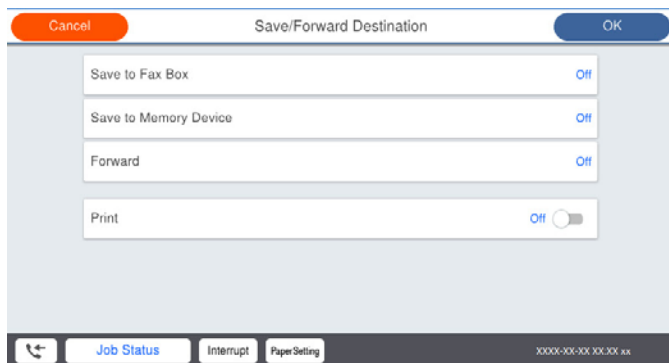 Cancel Save/Forward Destination OK
Save to Fax Box Off
Save to Memory Device Off
Forward Off
Print Off
Job Status Interrupt PaperSetting XXXX-XX-XX XX:XX xx